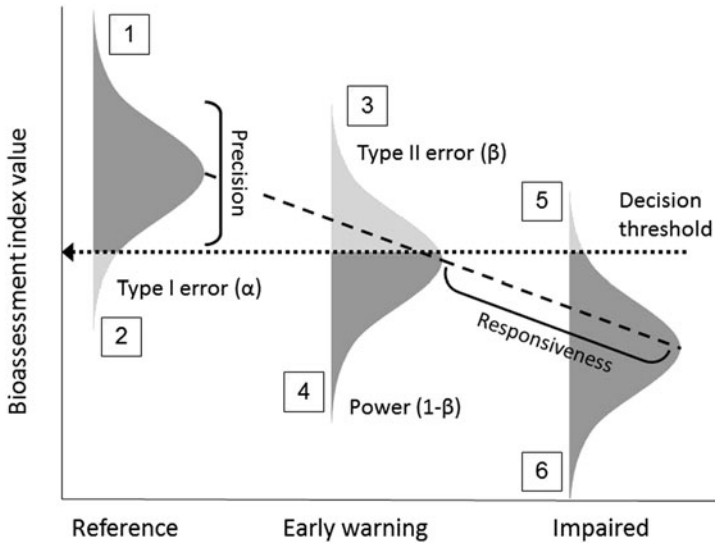 1
3
Type II error (β)
5
Decision
threshold
Precision
Bioassessment index value
Type I error (α)
2
4
Power (1-β)
Responsiveness
6
Reference
Early warning
Impaired